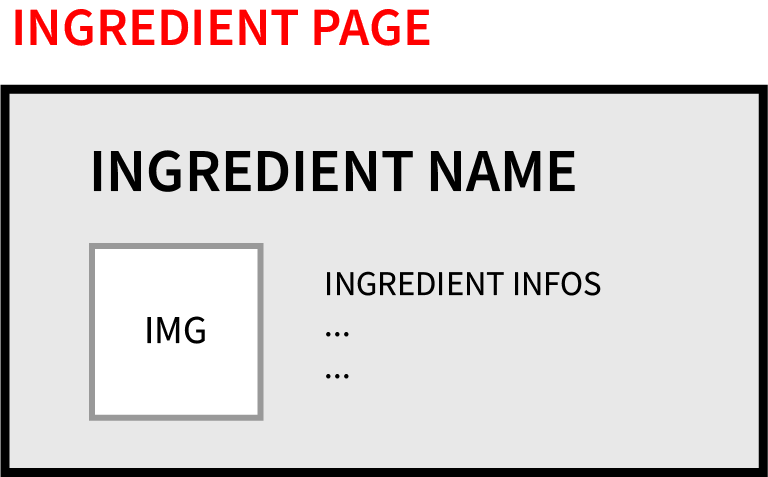 INGREDIENT PAGE
INGREDIENT NAME
IMG
INGREDIENT INFOS
...
...